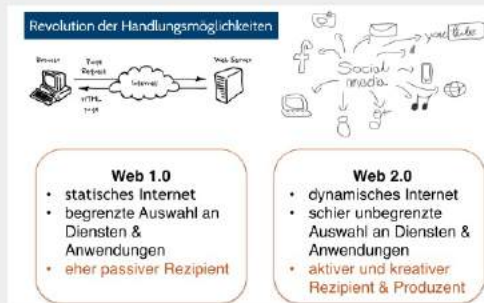 Revolution der Handlungsmöglichkeiten
Browser
Page
Request
Internet
HTML
Page
Web Server
Social
media
You Tube
f
g+
Web 1.0
• statisches Internet
• begrenzte Auswahl an
Diensten &
Anwendungen
• eher passiver Rezipient
Web 2.0
• dynamisches Internet
• schier unbegrenzte
Auswahl an Diensten &
Anwendungen
• aktiver und kreativer
Rezipient & Produzent